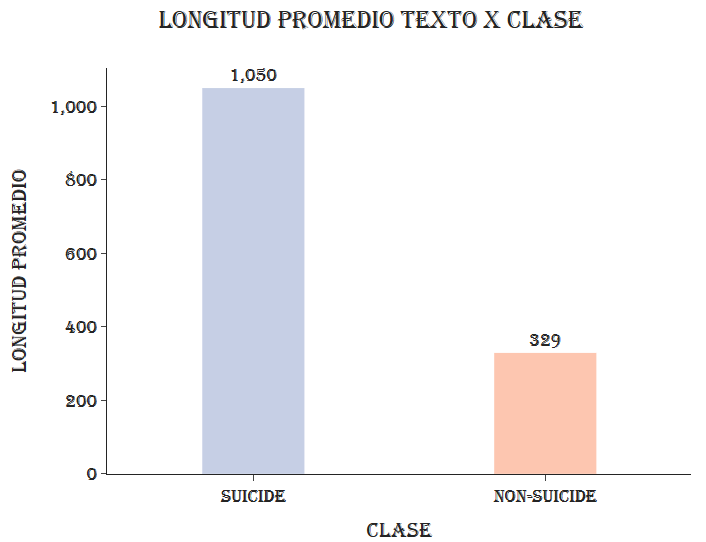 LONGITUD PROMEDIO TEXTO X CLASE
1,050
1,000
800
600
400
200
0
LONGITUD PROMEDIO
329
SUICIDE
NON-SUICIDE
CLASE